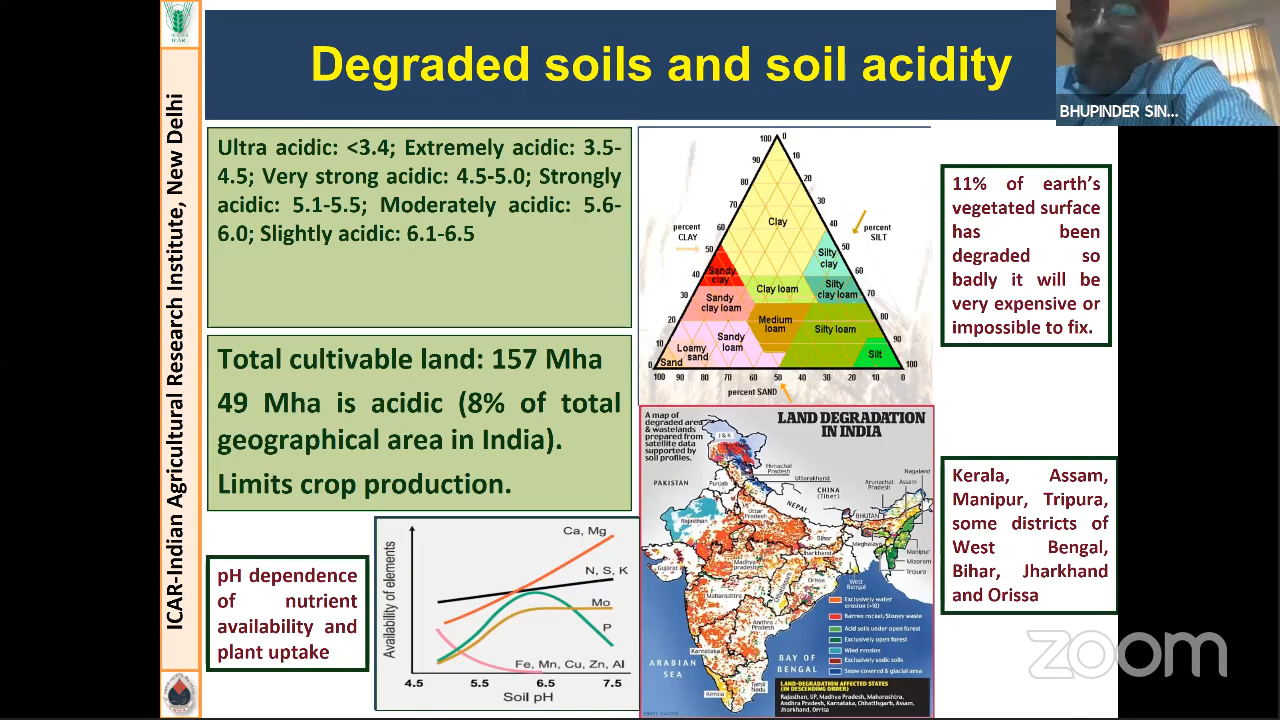 Degraded soils and soil acidity
BHUPINDER SIN...
ICAR
ICAR-Indian Agricultural Research Institute, New Delhi
Ultra acidic: <3.4; Extremely acidic: 3.5-
4.5; Very strong acidic: 4.5-5.0; Strongly
acidic: 5.1-5.5; Moderately acidic: 5.6-
6.0; Slightly acidic: 6.1-6.5
Total cultivable land: 157 Mha
49 Mha is acidic (8% of total
geographical area in India).
Limits crop production.
pH dependence
of nutrient
availability and
plant uptake
Availability of elements
Ca, Mg
N, S, K
Mo
P
Fe, Mn, Cu, Zn, Al
4.5 5.5 6.5 7.5
Soil pH
100 0
90 10
80 20
70 30
60 40
50 50
40 60
30 70
20 80
10 90
0 100
percent
CLAY
percent
SILT
Clay
Silty
clay
Sandy
clay
Clay loam
Silty
clay loam
Sandy
clay loam
Medium
loam
Silty loam
Sandy
loam
Loamy
sand
Sand
Silt
100 90 80 70 60 50 40 30 20 10 0
percent SAND
A map of
degraded area
& wastelands
prepared from
satellite data
supported by
soil profiles.
LAND DEGRADATION
IN INDIA
J & K
Himachal
Pradesh
Uttarakhand
PAKISTAN
Punjab
CHINA
(Tibet)
NEPAL
Nagaland
Arunachal Assam
Pradesh
BHUTAN
Rajasthan
Uttar
Pradesh
Bihar
Meghalaya
Manipur
Mizoram
Tripura
Gujarat
Madhya
Pradesh
Jharkhand
West
Bengal
Orissa
Maharashtra
Andhra
Pradesh
Karnataka
Kerala
Tamil
Nadu
ARABIAN
SEA
BAY OF
BENGAL
Exclusively water
erosion (>10)
Barren rocket/Stoney waste
Acid soils under open forest
Exclusively open forest
Wind erosion
Exclusively sodic soils
Snow covered & glacial area
LAND-DEGRADATION AFFECTED STATES
(IN DESCENDING ORDER)
Rajasthan, UP, Madhya Pradesh, Maharashtra,
Andhra Pradesh, Karnataka, Chhattisgarh, Assam,
Jharkhand, Orrisa
11% of earth's
vegetated surface
has been
degraded so
badly it will be
very expensive or
impossible to fix.
Kerala, Assam,
Manipur, Tripura,
some districts of
West Bengal,
Bihar, Jharkhand
and Orissa
zoom